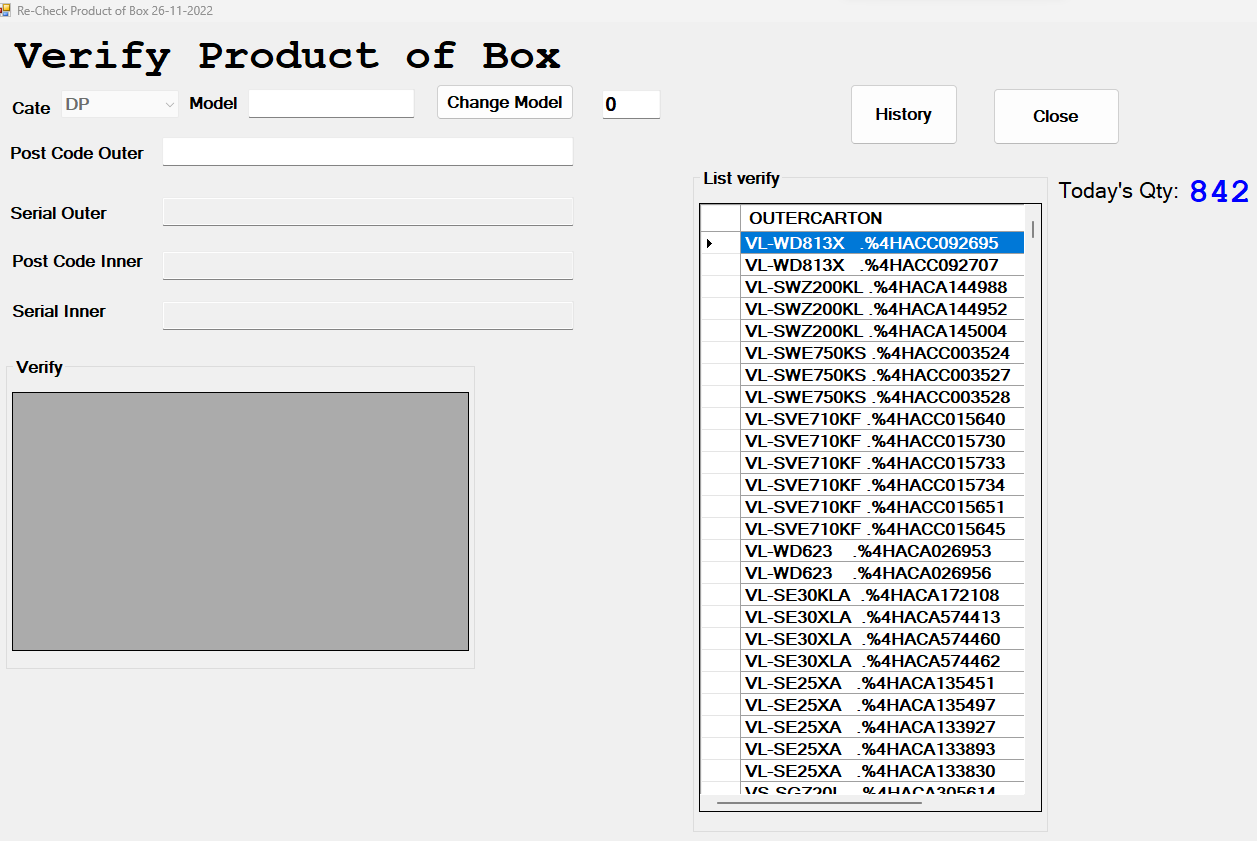 Re-Check Product of Box 26-11-2022
Verify Product of Box
Cate DP Model Change Model 0
History Close
Post Code Outer
Serial Outer
Post Code Inner
Serial Inner
Verify
List verify
Today's Qty: 842
OUTERCARTON
VL-WD813X .%4HACC092695
VL-WD813X .%4HACC092707
VL-SWZ200KL .%4HACA144988
VL-SWZ200KL .%4HACA144952
VL-SWZ200KL .%4HACA145004
VL-SWE750KS .%4HACC003524
VL-SWE750KS .%4HACC003527
VL-SWE750KS .%4HACC003528
VL-SVE710KF .%4HACC015640
VL-SVE710KF .%4HACC015730
VL-SVE710KF .%4HACC015733
VL-SVE710KF .%4HACC015734
VL-SVE710KF .%4HACC015651
VL-SVE710KF .%4HACC015645
VL-WD623 .%4HACA026953
VL-WD623 .%4HACA026956
VL-SE30KLA .%4HACA172108
VL-SE30XLA .%4HACA574413
VL-SE30XLA .%4HACA574460
VL-SE30XLA .%4HACA574462
VL-SE25XA .%4HACA135451
VL-SE25XA .%4HACA135497
VL-SE25XA .%4HACA133927
VL-SE25XA .%4HACA133893
VL-SE25XA .%4HACA133830